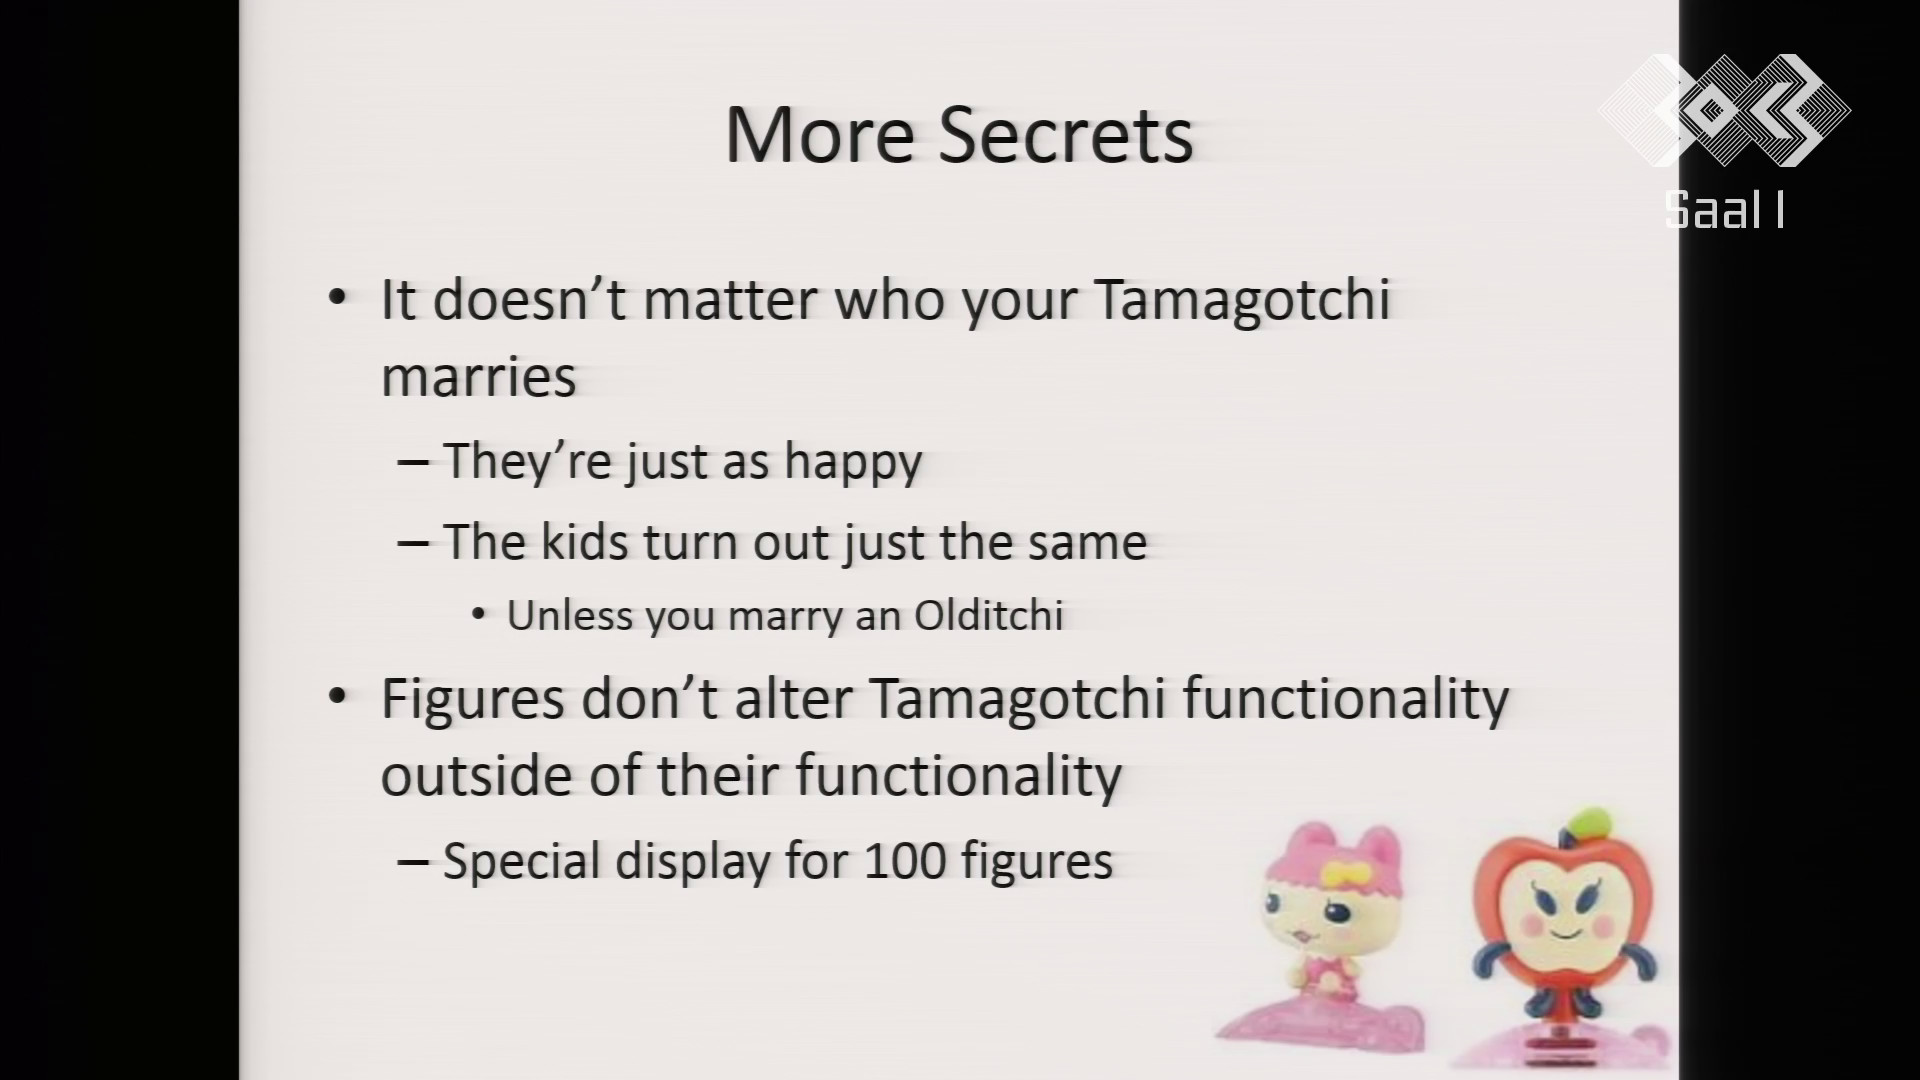 More Secrets
Saal 1
• It doesn’t matter who your Tamagotchi
marries
– They’re just as happy
– The kids turn out just the same
• Unless you marry an Olditchi
• Figures don’t alter Tamagotchi functionality
outside of their functionality
– Special display for 100 figures